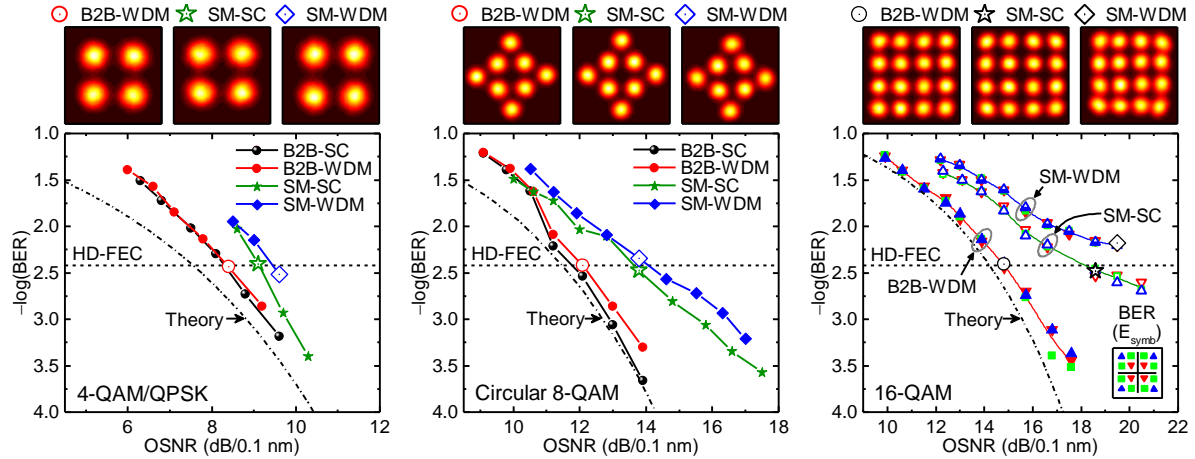 B2B-WDM SM-SC SM-WDM
1.0
1.5
2.0
2.5
3.0
3.5
4.0
−log(BER)
B2B-SC
B2B-WDM
SM-SC
SM-WDM
HD-FEC
Theory
4-QAM/QPSK
6 8 10 12
OSNR (dB/0.1 nm)
B2B-WDM SM-SC SM-WDM
1.0
1.5
2.0
2.5
3.0
3.5
4.0
−log(BER)
B2B-SC
B2B-WDM
SM-SC
SM-WDM
HD-FEC
Theory
Circular 8-QAM
10 12 14 16 18
OSNR (dB/0.1 nm)
B2B-WDM SM-SC SM-WDM
1.0
1.5
2.0
2.5
3.0
3.5
4.0
−log(BER)
SM-WDM
SM-SC
HD-FEC
B2B-WDM
Theory
BER
(E_symb)
16-QAM
10 12 14 16 18 20 22
OSNR (dB/0.1 nm)